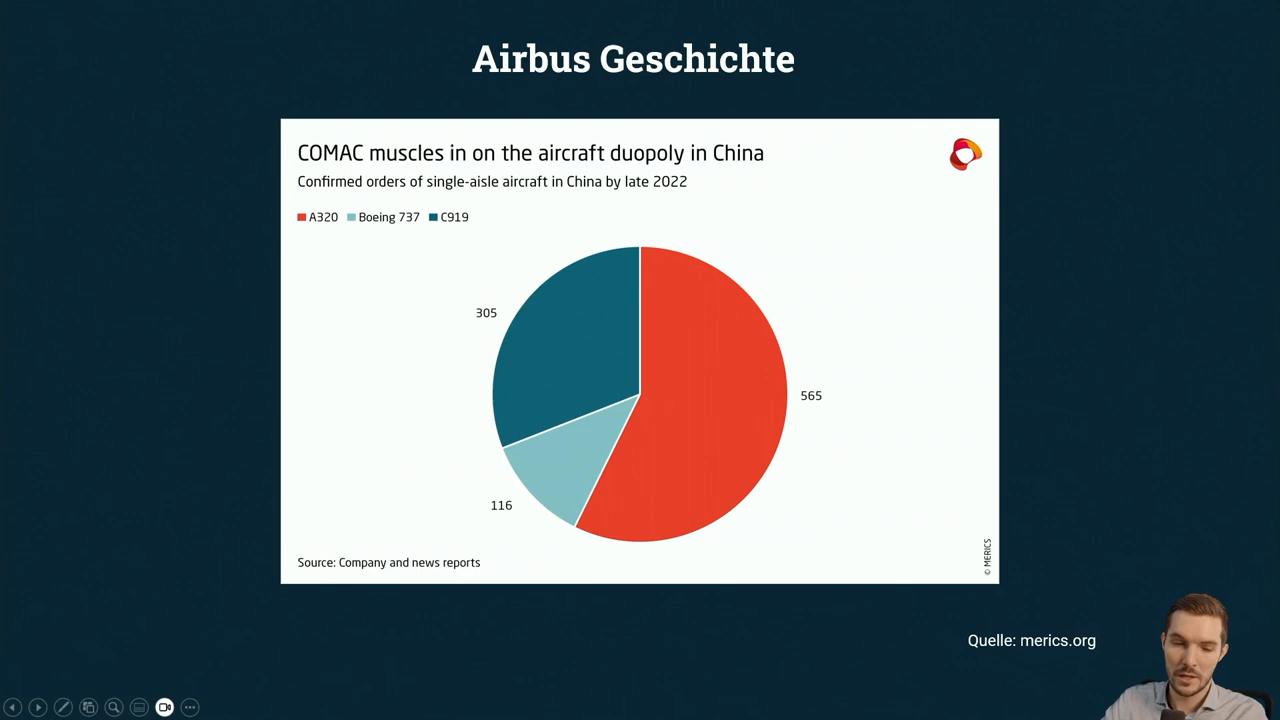 Airbus Geschichte
COMAC muscles in on the aircraft duopoly in China
Confirmed orders of single-aisle aircraft in China by late 2022
A320 Boeing 737 C919
305
565
116
Source: Company and news reports
© MERICS
Quelle: merics.org